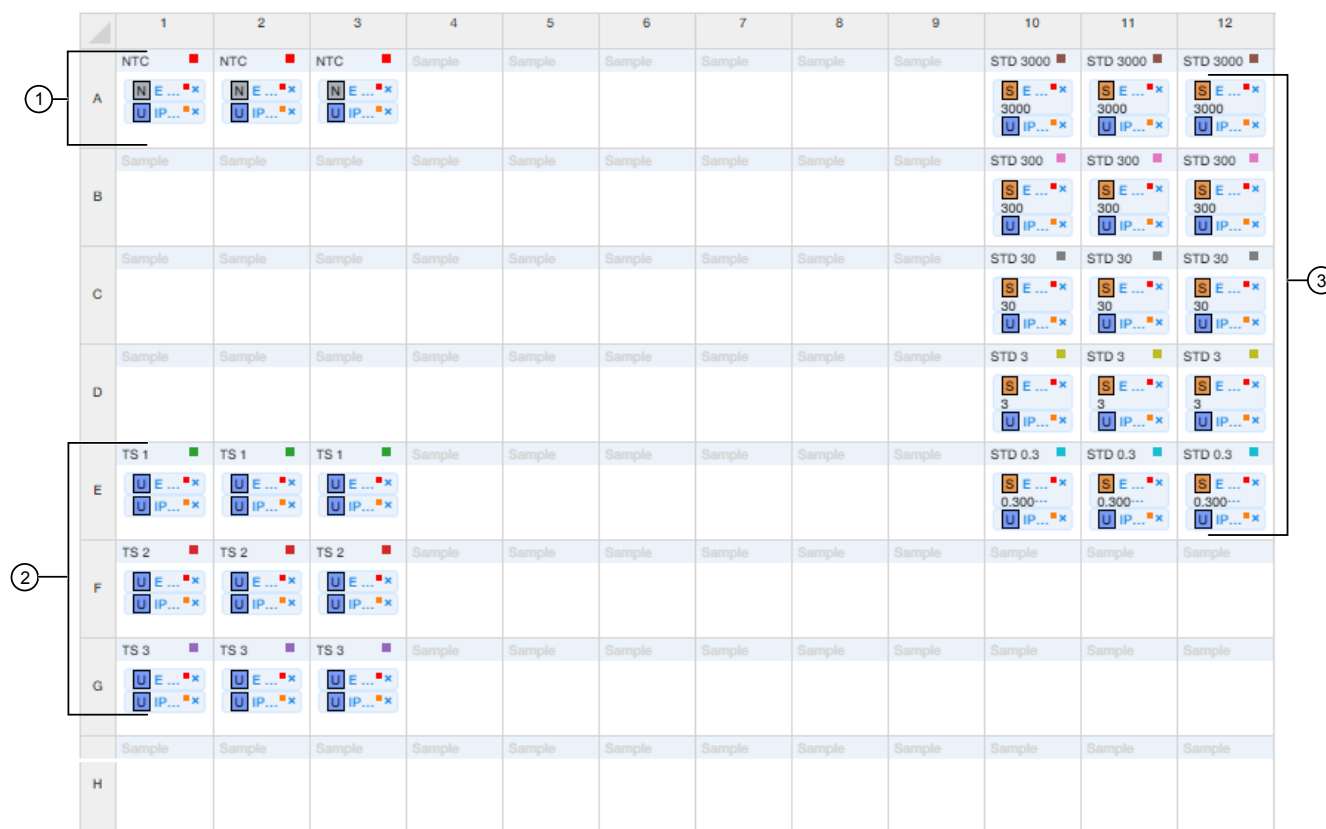 1 2 3 4 5 6 7 8 9 10 11 12
NTC NTC NTC Sample Sample Sample Sample Sample Sample STD 3000 STD 3000 STD 3000
N E ... N E ... N E ... S E ... S E ... S E ...
1 A 3000 3000 3000
U IP... U IP... U IP... U IP... U IP... U IP...
Sample Sample Sample Sample Sample Sample Sample Sample Sample STD 300 STD 300 STD 300
B S E ... S E ... S E ...
300 300 300
U IP... U IP... U IP...
Sample Sample Sample Sample Sample Sample Sample Sample Sample STD 30 STD 30 STD 30
C S E ... S E ... S E ... 3
30 30 30
U IP... U IP... U IP...
Sample Sample Sample Sample Sample Sample Sample Sample Sample STD 3 STD 3 STD 3
D S E ... S E ... S E ...
3 3 3
U IP... U IP... U IP...
TS 1 TS 1 TS 1 Sample Sample Sample Sample Sample Sample STD 0.3 STD 0.3 STD 0.3
E U E ... U E ... U E ... S E ... S E ... S E ...
0.300... 0.300... 0.300...
U IP... U IP... U IP... U IP... U IP... U IP...
TS 2 TS 2 TS 2 Sample Sample Sample Sample Sample Sample Sample Sample Sample
2 F U E ... U E ... U E ...
U IP... U IP... U IP...
TS 3 TS 3 TS 3 Sample Sample Sample Sample Sample Sample Sample Sample Sample
G U E ... U E ... U E ...
U IP... U IP... U IP...
Sample Sample Sample Sample Sample Sample Sample Sample Sample Sample Sample Sample
H